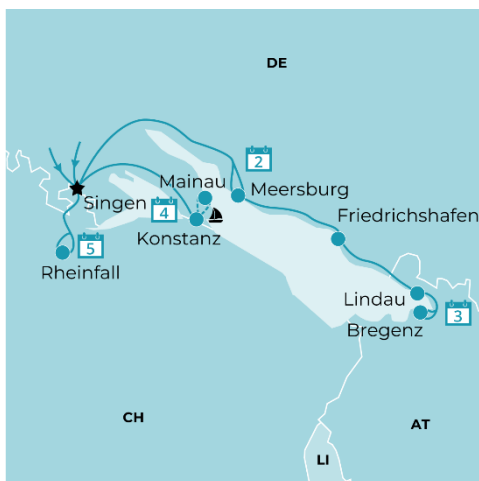 DE
2
Mainau
Meersburg
Singen
4
Friedrichshafen
Konstanz
5
Rheinfall
Lindau
3
Bregenz
CH
AT
LI